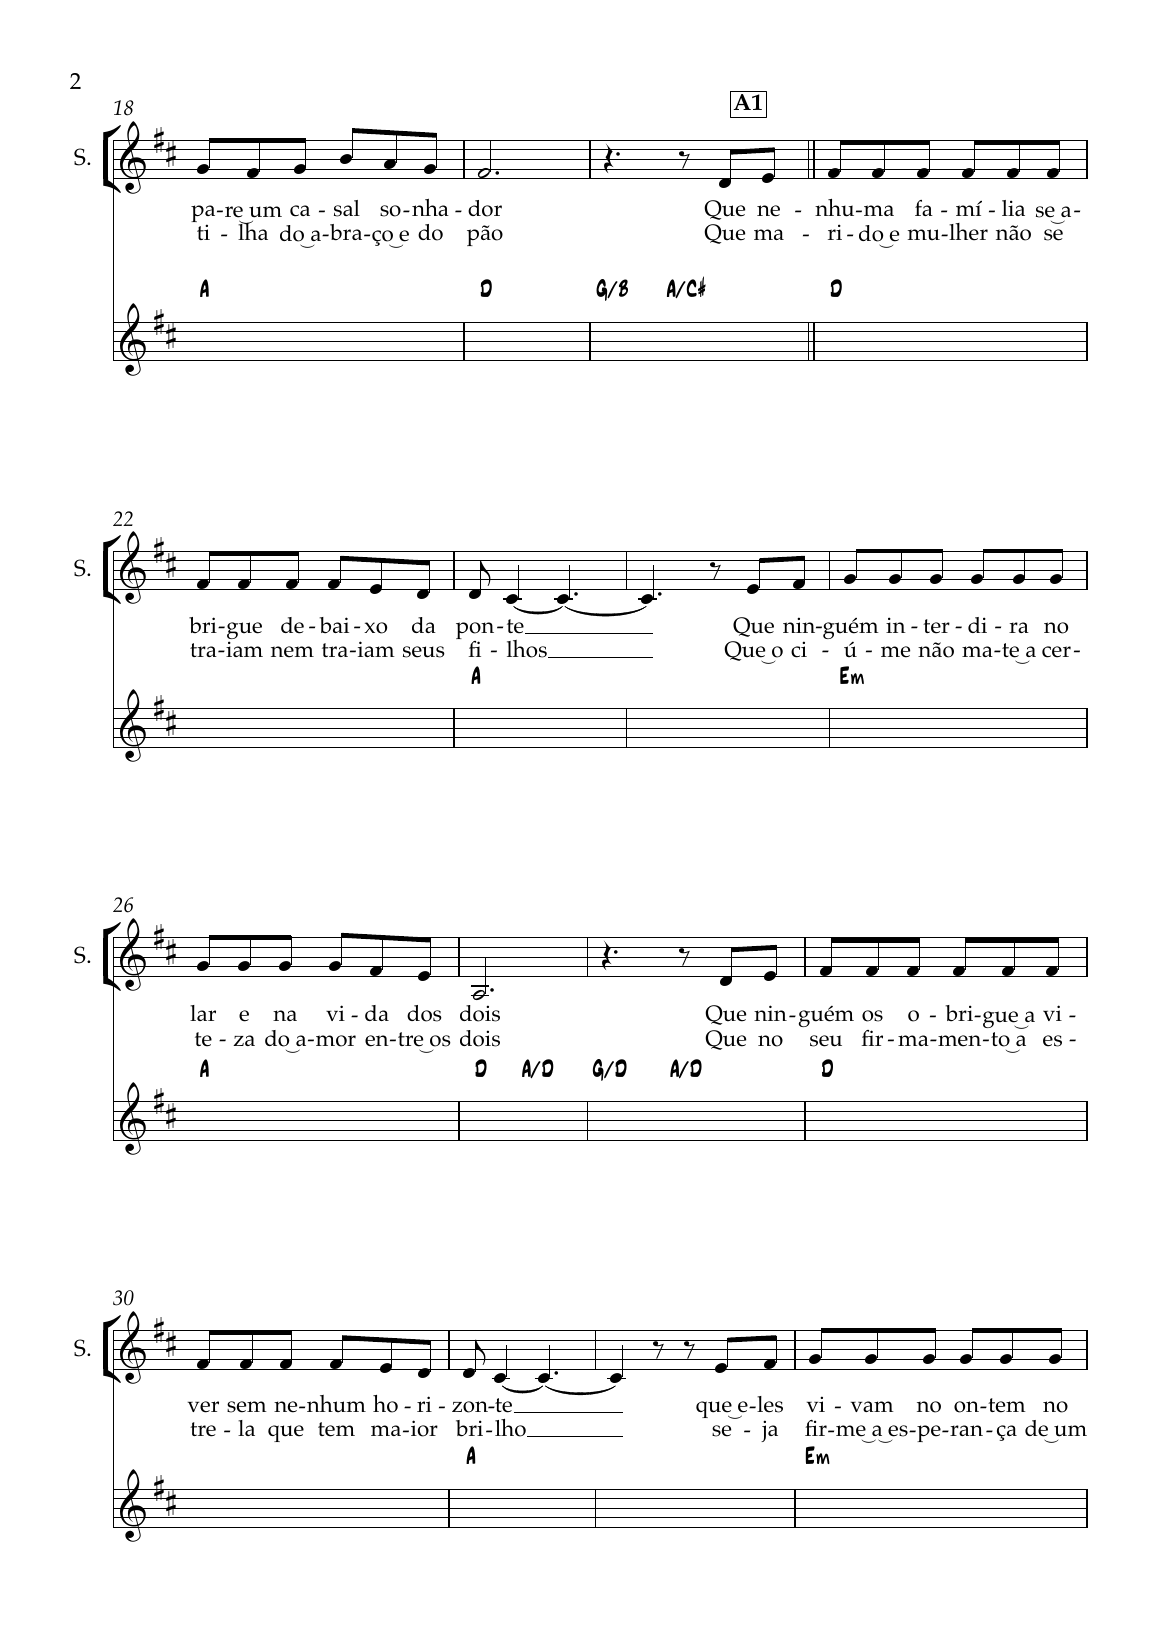 2
18
A1
S.
pa-re um ca - sal so-nha - dor Que ne - nhu-ma fa - mí - lia se a-
ti - lha do a-bra-ço e do pão Que ma - ri - do e mu-lher não se
A D G/B A/C# D
22
S.
bri-gue de-bai-xo da pon-te Que nin-guém in-ter-di-ra no
tra-iam nem tra-iam seus fi-lhos Que o ci - ú - me não ma-te a cer-
A Em
26
S.
lar e na vi-da dos dois Que nin-guém os o - bri-gue a vi-
te - za do a-mor en-tre os dois Que no seu fir-ma-men-to a es-
A D A/D G/D A/D D
30
S.
ver sem ne-nhum ho - ri - zon-te que e-les vi - vam no on-tem no
tre - la que tem ma-ior bri-lho se - ja fir-me a es-pe-ran-ça de um
A Em